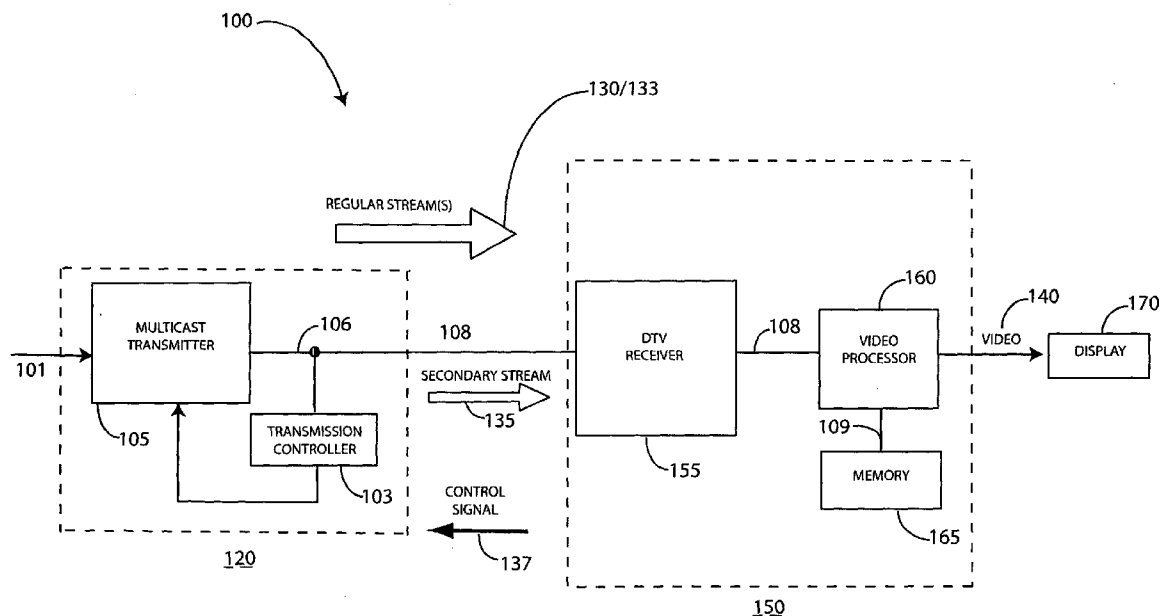 100
130/133
REGULAR STREAM(S)
160
140
170
MULTICAST
TRANSMITTER
106
108
DTV
RECEIVER
108
VIDEO
PROCESSOR
VIDEO
DISPLAY
101
SECONDARY STREAM
105
TRANSMISSION
CONTROLLER
135
109
155
MEMORY
103
CONTROL
SIGNAL
165
120
137
150